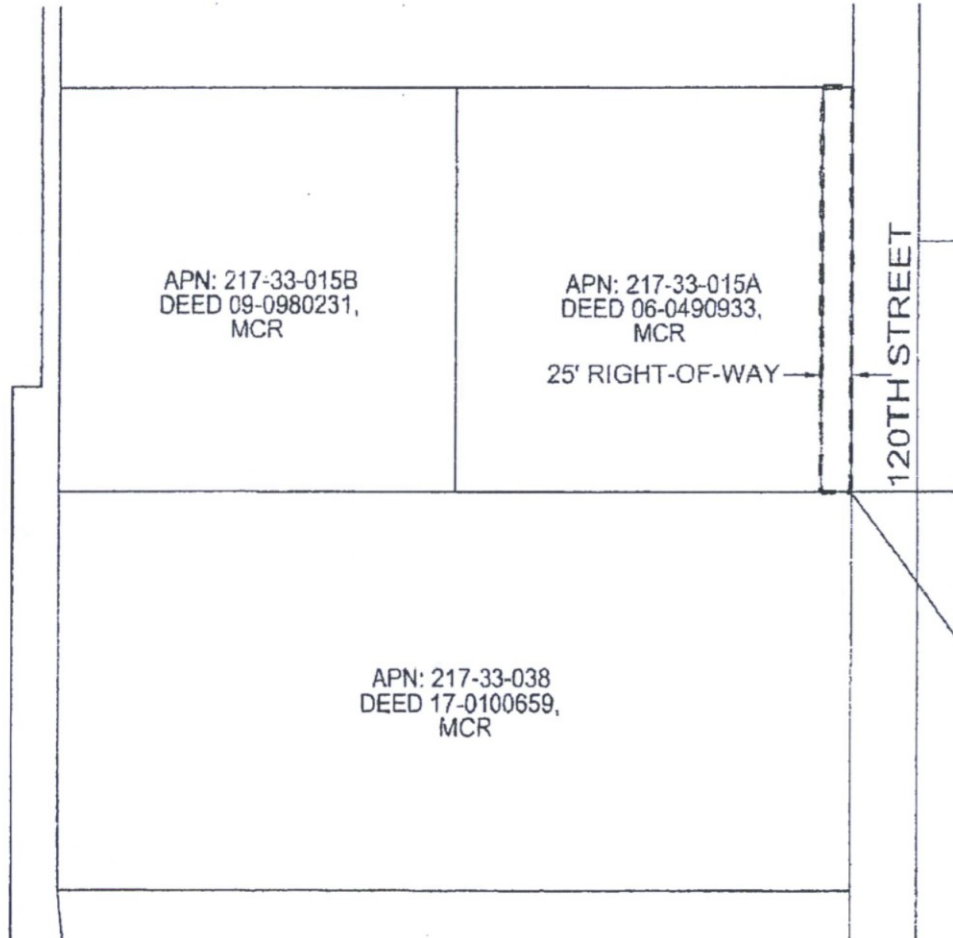 APN: 217-33-015B
DEED 09-0980231,
MCR
APN: 217-33-015A
DEED 06-0490933,
MCR
25' RIGHT-OF-WAY
120TH STREET
APN: 217-33-038
DEED 17-0100659,
MCR